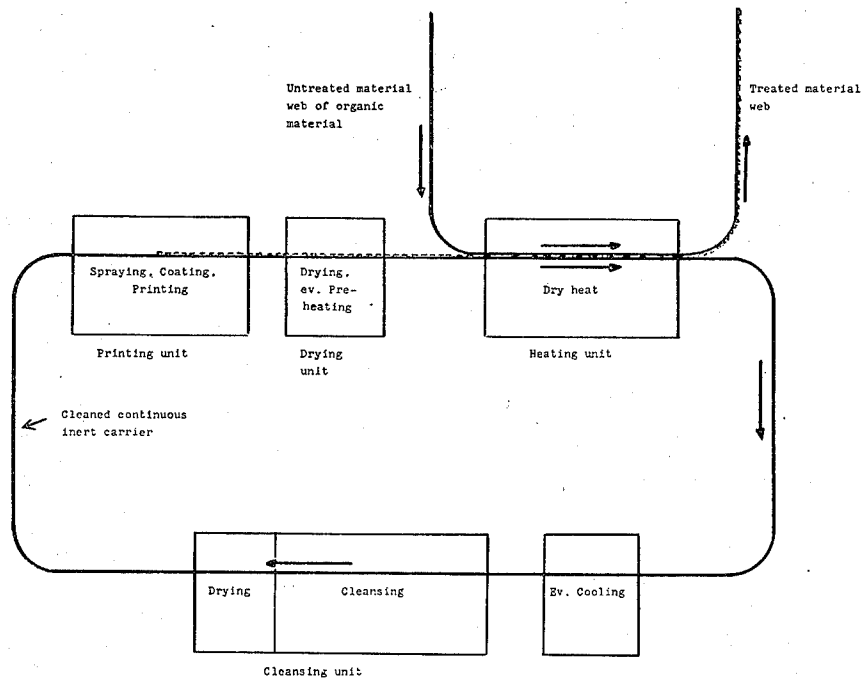 Untreated material
web of organic
material
Treated material
web
Spraying, Coating,
Printing
Drying,
ev. Pre-
heating
Dry heat
Printing unit
Drying
unit
Heating unit
Cleaned continuous
inert carrier
Drying
Cleansing
Ev. Cooling
Cleansing unit